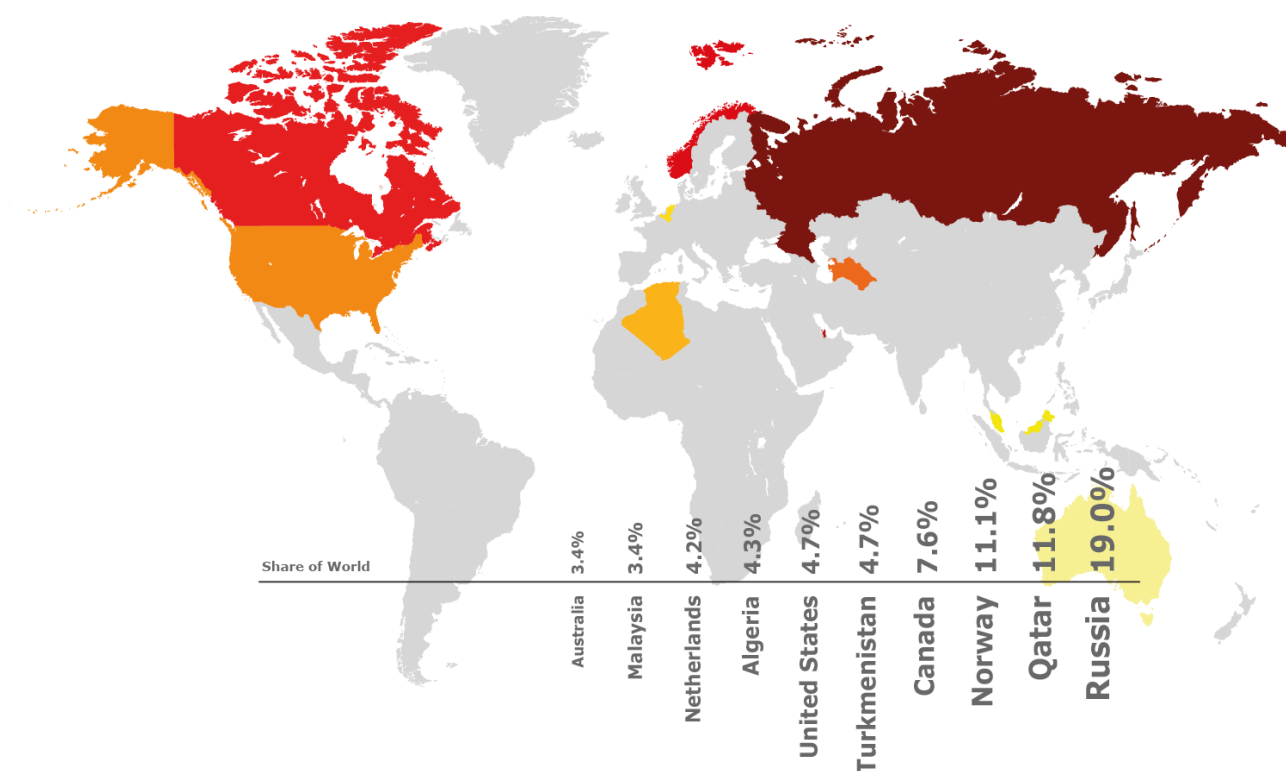 Share of World
3.4%
3.4%
4.2%
4.3%
4.7%
4.7%
7.6%
11.1%
11.8%
19.0%
Australia
Malaysia
Netherlands
Algeria
United States
Turkmenistan
Canada
Norway
Qatar
Russia